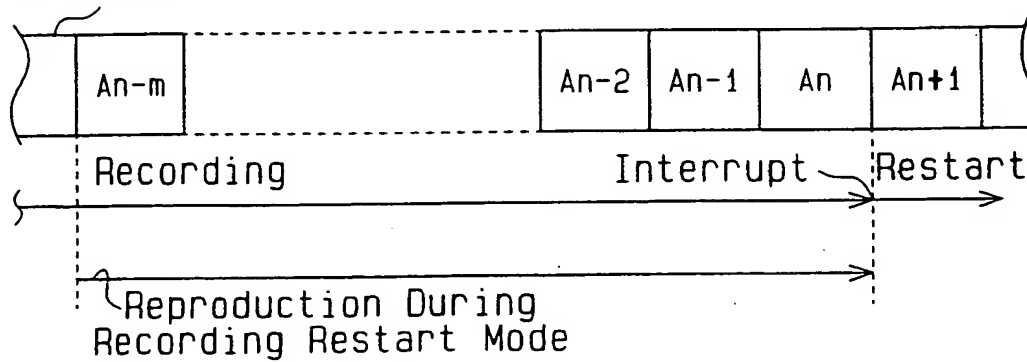 An-m An-2 An-1 An An+1
Recording Interrupt Restart
Reproduction During
Recording Restart Mode